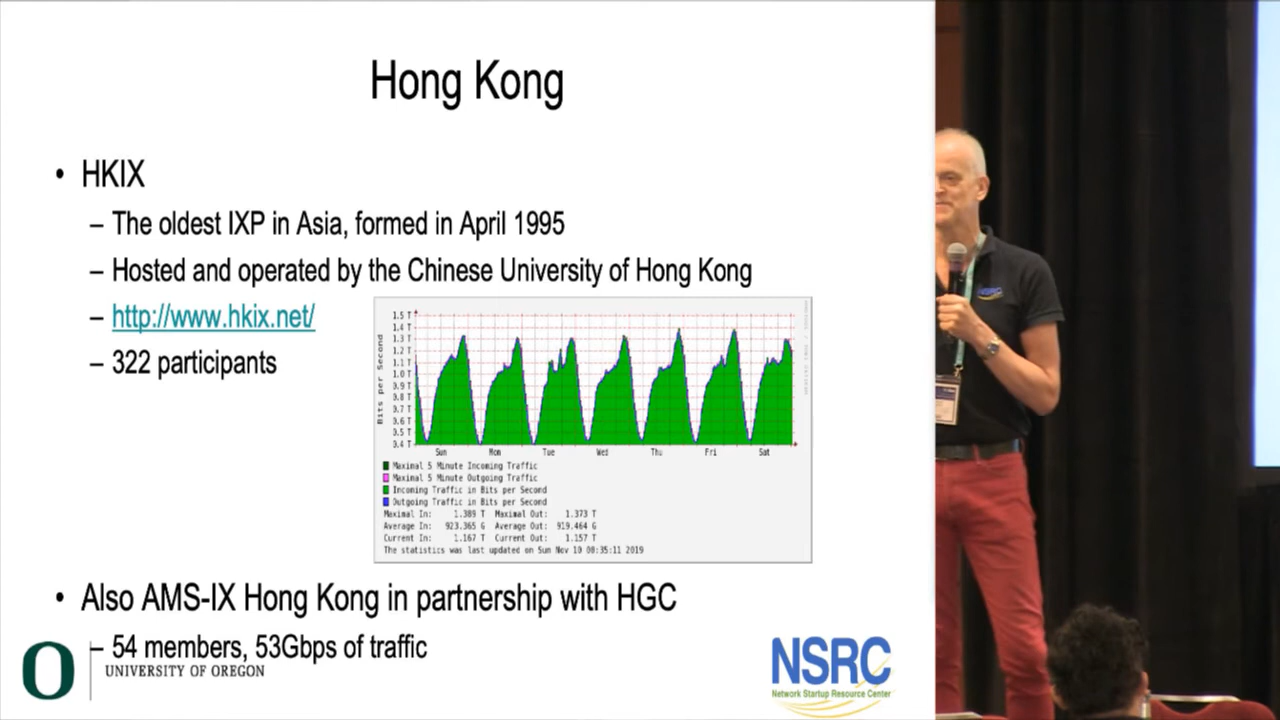 Hong Kong
• HKIX
– The oldest IXP in Asia, formed in April 1995
– Hosted and operated by the Chinese University of Hong Kong
– http://www.hkix.net/
– 322 participants
Bits per Second
1.5 T
1.4 T
1.3 T
1.2 T
1.1 T
1.0 T
0.9 T
0.8 T
0.7 T
0.6 T
0.5 T
0.4 T
Sun Mon Tue Wed Thu Fri Sat
Maximal 5 Minute Incoming Traffic
Maximal 5 Minute Outgoing Traffic
Incoming Traffic in Bits per Second
Outgoing Traffic in Bits per Second
Maximal In: 1.389 T Maximal Out: 1.373 T
Average In: 923.365 G Average Out: 919.464 G
Current In: 1.167 T Current Out: 1.157 T
The statistics was last updated on Sun Nov 10 08:35:11 2019
• Also AMS-IX Hong Kong in partnership with HGC
– 54 members, 53Gbps of traffic
O
UNIVERSITY OF OREGON
NSRC
Network Startup Resource Center
NSRC